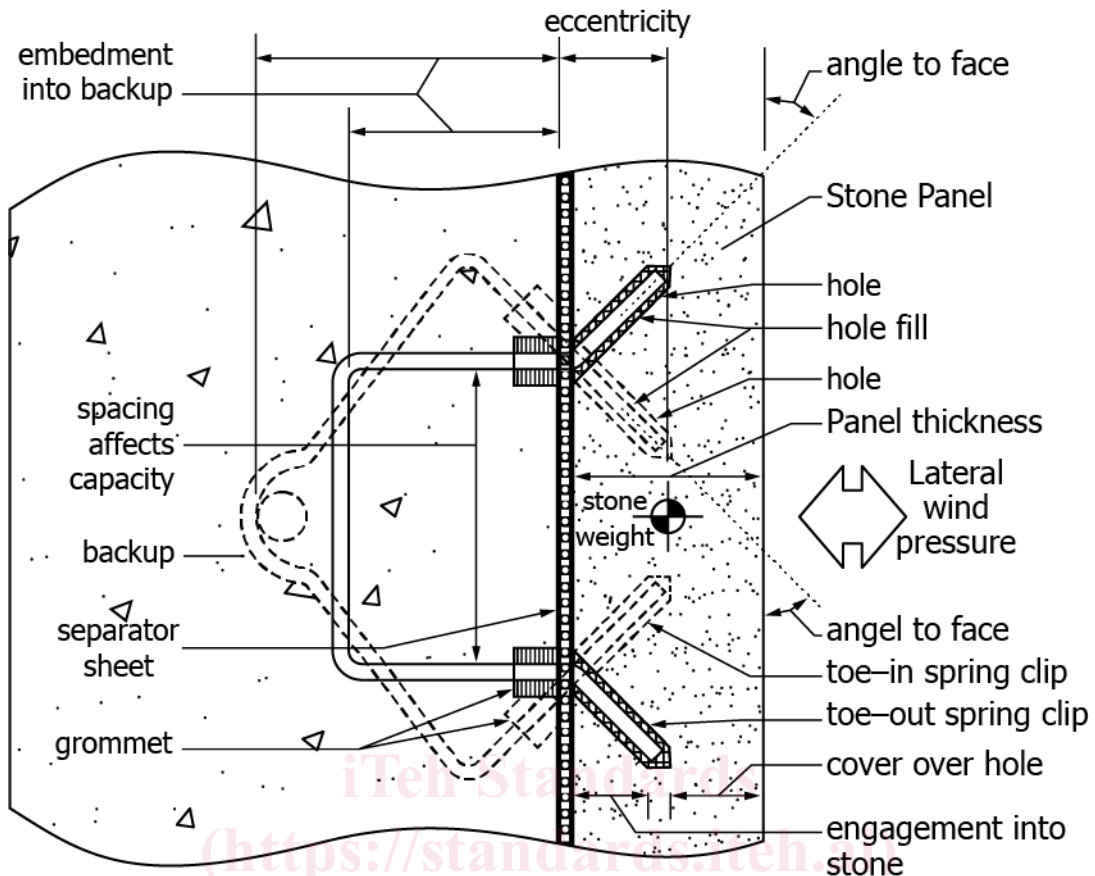 eccentricity
embedment
into backup
angle to face
Stone Panel
hole
hole fill
hole
spacing
affects
capacity
Panel thickness
stone
weight
Lateral
wind
pressure
backup
separator
sheet
angel to face
toe-in spring clip
toe-out spring clip
grommet
cover over hole
engagement into
stone
iTeh Standards
(https://standards.iteh.ai)